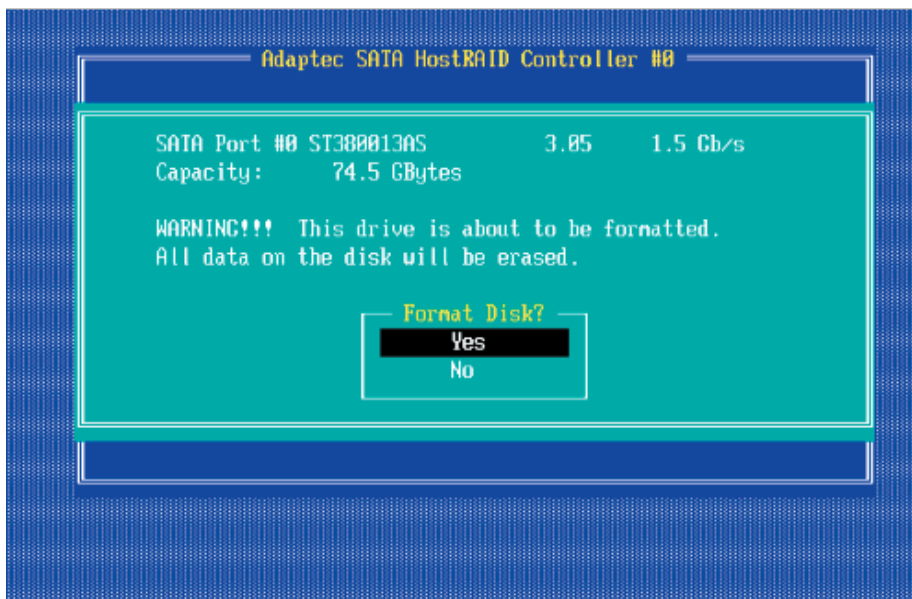 Adaptec SATA HostRAID Controller #0
SATA Port #0 ST380013AS 3.05 1.5 Gb/s
Capacity: 74.5 GBytes
WARNING!!! This drive is about to be formatted.
All data on the disk will be erased.
Format Disk?
Yes
No